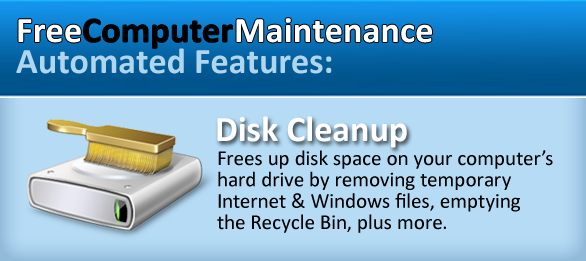 FreeComputerMaintenance
Automated Features:
Disk Cleanup
Frees up disk space on your computer's
hard drive by removing temporary
Internet & Windows files, emptying
the Recycle Bin, plus more.